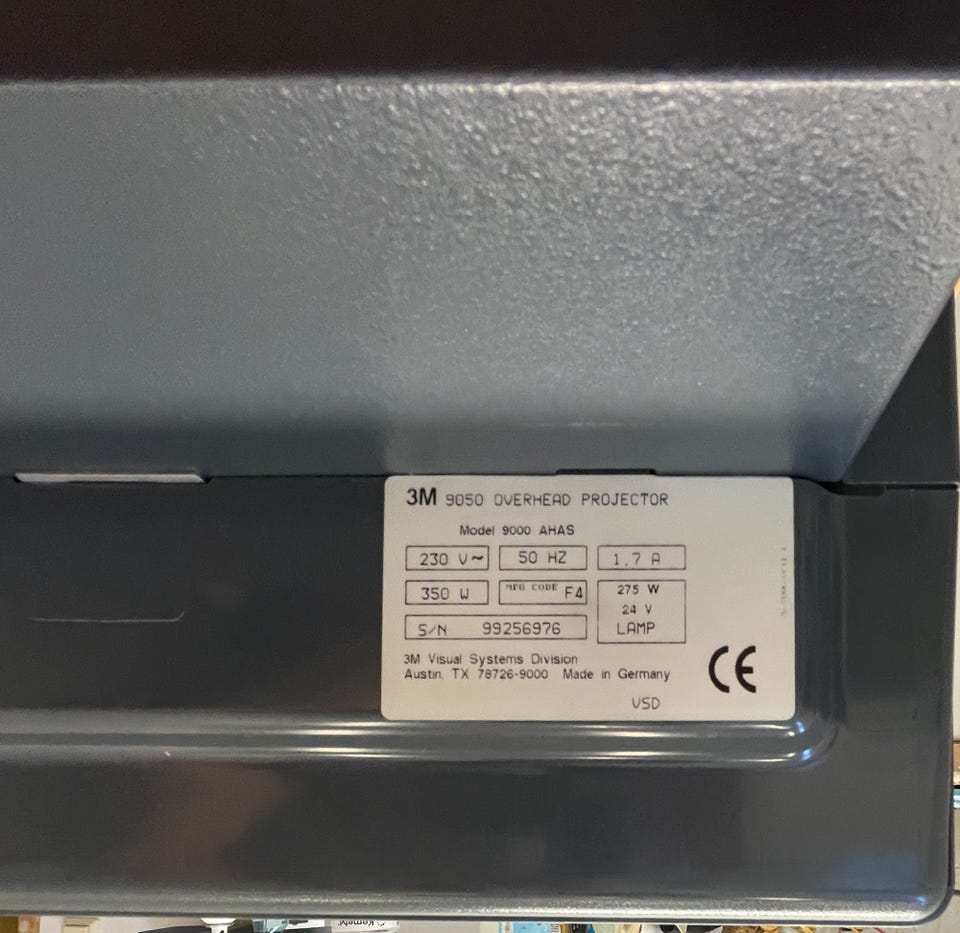 3M 9050 OVERHEAD PROJECTOR
Model 9000 AHAS
230 V~ 50 HZ 1,7 A
350 W MFG CODE F4 275 W
24 V
S/N 99256976 LAMP
3M Visual Systems Division
Austin, TX 78726-9000 Made in Germany
CE
VSD